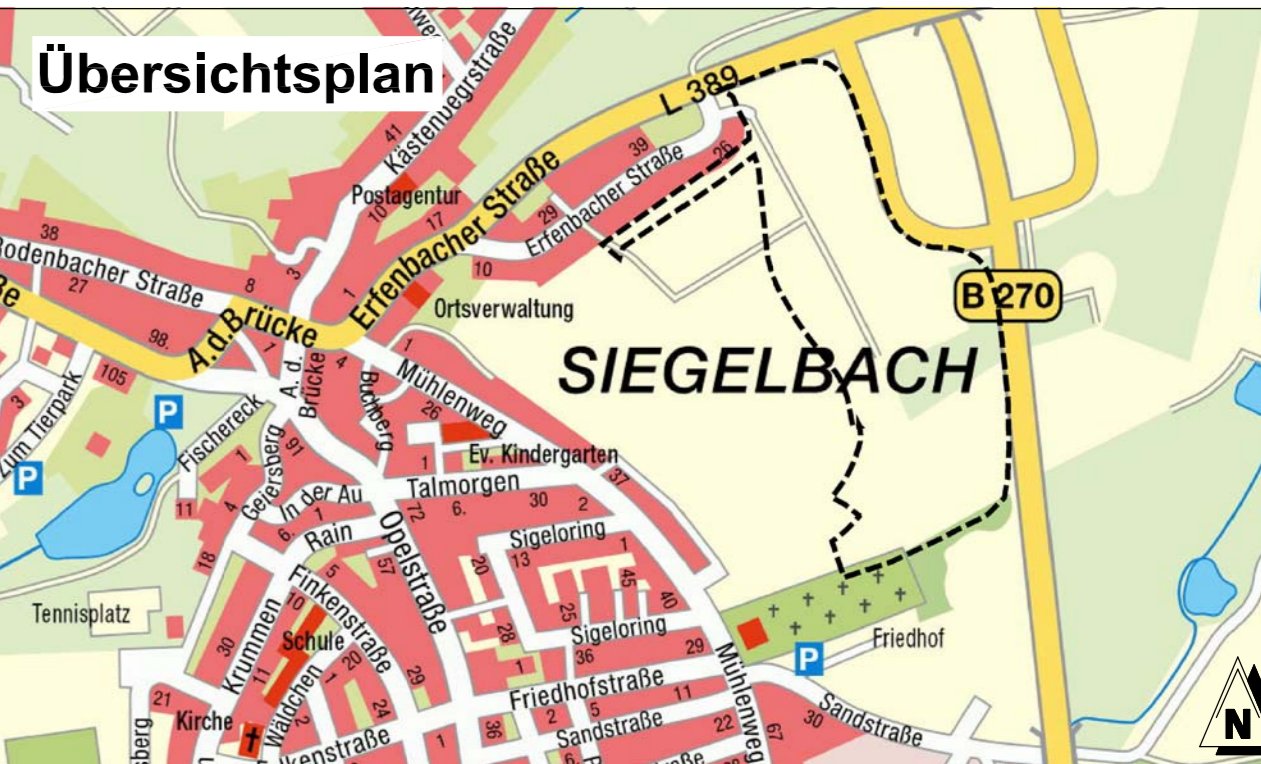 Übersichtsplan
Kästenbegrstraße
41
L 389
39
26
Erfenbacher Straße
Postagentur
10
17
29
Erfenbacher Straße
38
Rodenbacher Straße
27
8
3
1
10
B 270
Ortsverwaltung
98.
A.d.Brücke
7
A. d.
Brücke
4
1
Mühlenweg
SIEGELBACH
105
3
Zum Tierpark
P
P
Fischereck
Buchberg
26
Ev. Kindergarten
37
91
Geiersberg
1
4
11
In der Au
1
6.
1
Talmorgen
72
6.
30
2
Rain
18
Opelstraße
57
Sigeloring
13
1
20
5
Finkenstraße
10
25
45
40
Tennisplatz
Schule
28
Sigeloring
36
29
Friedhof
P
30
Krummen
11
Wäldchen
1
20
29
1
Friedhofstraße
11
Mühlenweg
21
Kirche
2
24
36
2
5
Sandstraße
22
67
30
Sandstraße
1
6.
N